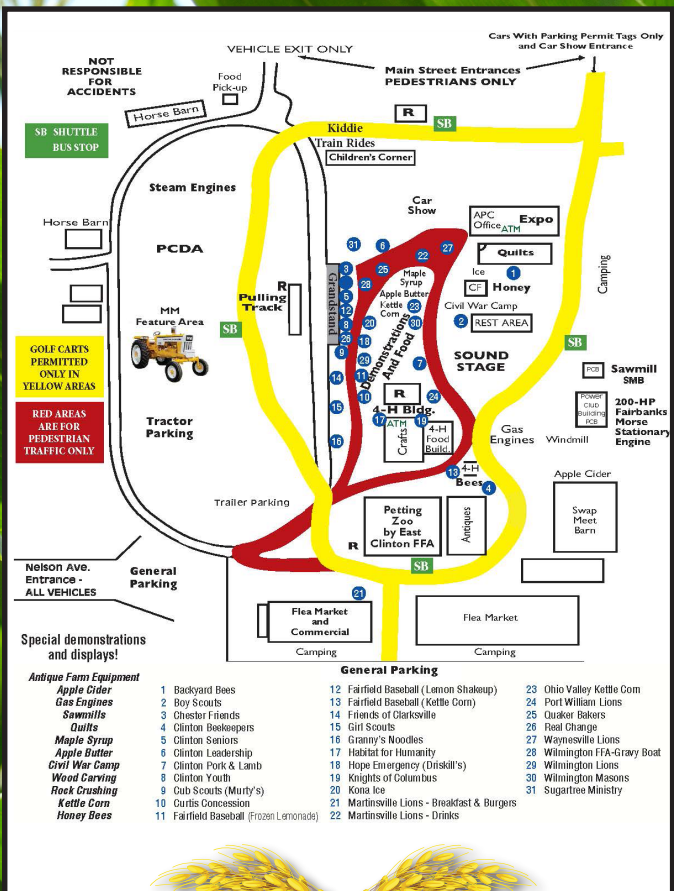 Cars With Parking Permit Tags Only
and Car Show Entrance
VEHICLE EXIT ONLY
NOT
RESPONSIBLE
FOR
ACCIDENTS
Food
Pick-up
Main Street Entrances
PEDESTRIANS ONLY
Horse Barn
R
SB
SB SHUTTLE
BUS STOP
Kiddie
Train Rides
Children's Corner
Steam Engines
Car
Show
APC
Office
ATM
Expo
Horse Barn
PCDA
31
6
27
22
Quilts
3
25
Maple
Syrup
Ice
1
Camping
28
CF
Honey
R
Pulling
Track
Grandstand
5
Apple Butter
Kettle
Corn
23
Civil War Camp
MM
Feature Area
12
8
20
30
2
REST AREA
SB
26
18
Demonstrations
And Food
SB
GOLF CARTS
PERMITTED
ONLY IN
YELLOW AREAS
9
29
7
SOUND
STAGE
14
11
PCB
Sawmill
SMB
10
R
24
Power
Club
Building
PCB
200-HP
Fairbanks
Morse
Stationary
Engine
RED AREAS
ARE FOR
PEDESTRIAN
TRAFFIC ONLY
15
4-H Bldg.
Tractor
Parking
17
ATM
19
16
Crafts
4-H
Food
Build.
Gas
Engines
Windmill
13
4-H
Bees
4
Apple Cider
Trailer Parking
Petting
Zoo
by East
Clinton FFA
Antiques
Swap
Meet
Barn
R
SB
Nelson Ave.
Entrance -
ALL VEHICLES
General
Parking
21
Flea Market
and
Commercial
Flea Market
Camping
Camping
General Parking
Special demonstrations
and displays!
Antique Farm Equipment
Apple Cider
Gas Engines
Sawmills
Quilts
Maple Syrup
Apple Butter
Civil War Camp
Wood Carving
Rock Crushing
Kettle Corn
Honey Bees
1 Backyard Bees
2 Boy Scouts
3 Chester Friends
4 Clinton Beekeepers
5 Clinton Seniors
6 Clinton Leadership
7 Clinton Pork & Lamb
8 Clinton Youth
9 Cub Scouts (Murty's)
10 Curtis Concession
11 Fairfield Baseball (Frozen Lemonade)
12 Fairfield Baseball (Lemon Shakeup)
13 Fairfield Baseball (Kettle Corn)
14 Friends of Clarksville
15 Girl Scouts
16 Granny's Noodles
17 Habitat for Humanity
18 Hope Emergency (Driskill's)
19 Knights of Columbus
20 Kona Ice
21 Martinsville Lions - Breakfast & Burgers
22 Martinsville Lions - Drinks
23 Ohio Valley Kettle Corn
24 Port William Lions
25 Quaker Bakers
26 Real Change
27 Waynesville Lions
28 Wilmington FFA-Gravy Boat
29 Wilmington Lions
30 Wilmington Masons
31 Sugartree Ministry